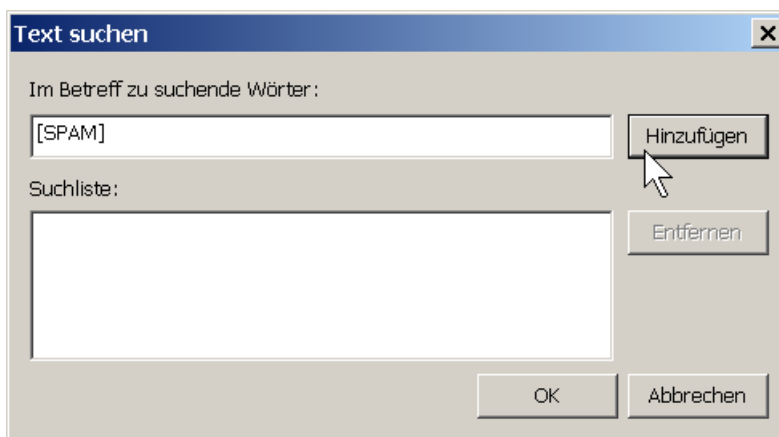 Text suchen
Im Betreff zu suchende Wörter:
[SPAM]
Hinzufügen
Suchliste:
Entfernen
OK
Abbrechen